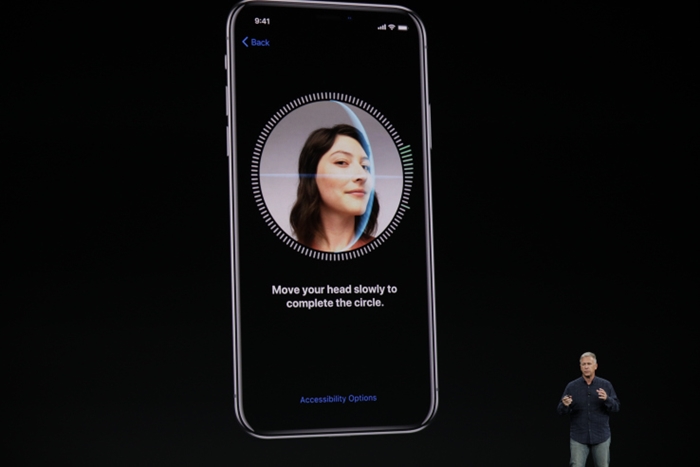 9:41
Back
Move your head slowly to
complete the circle.
Accessibility Options